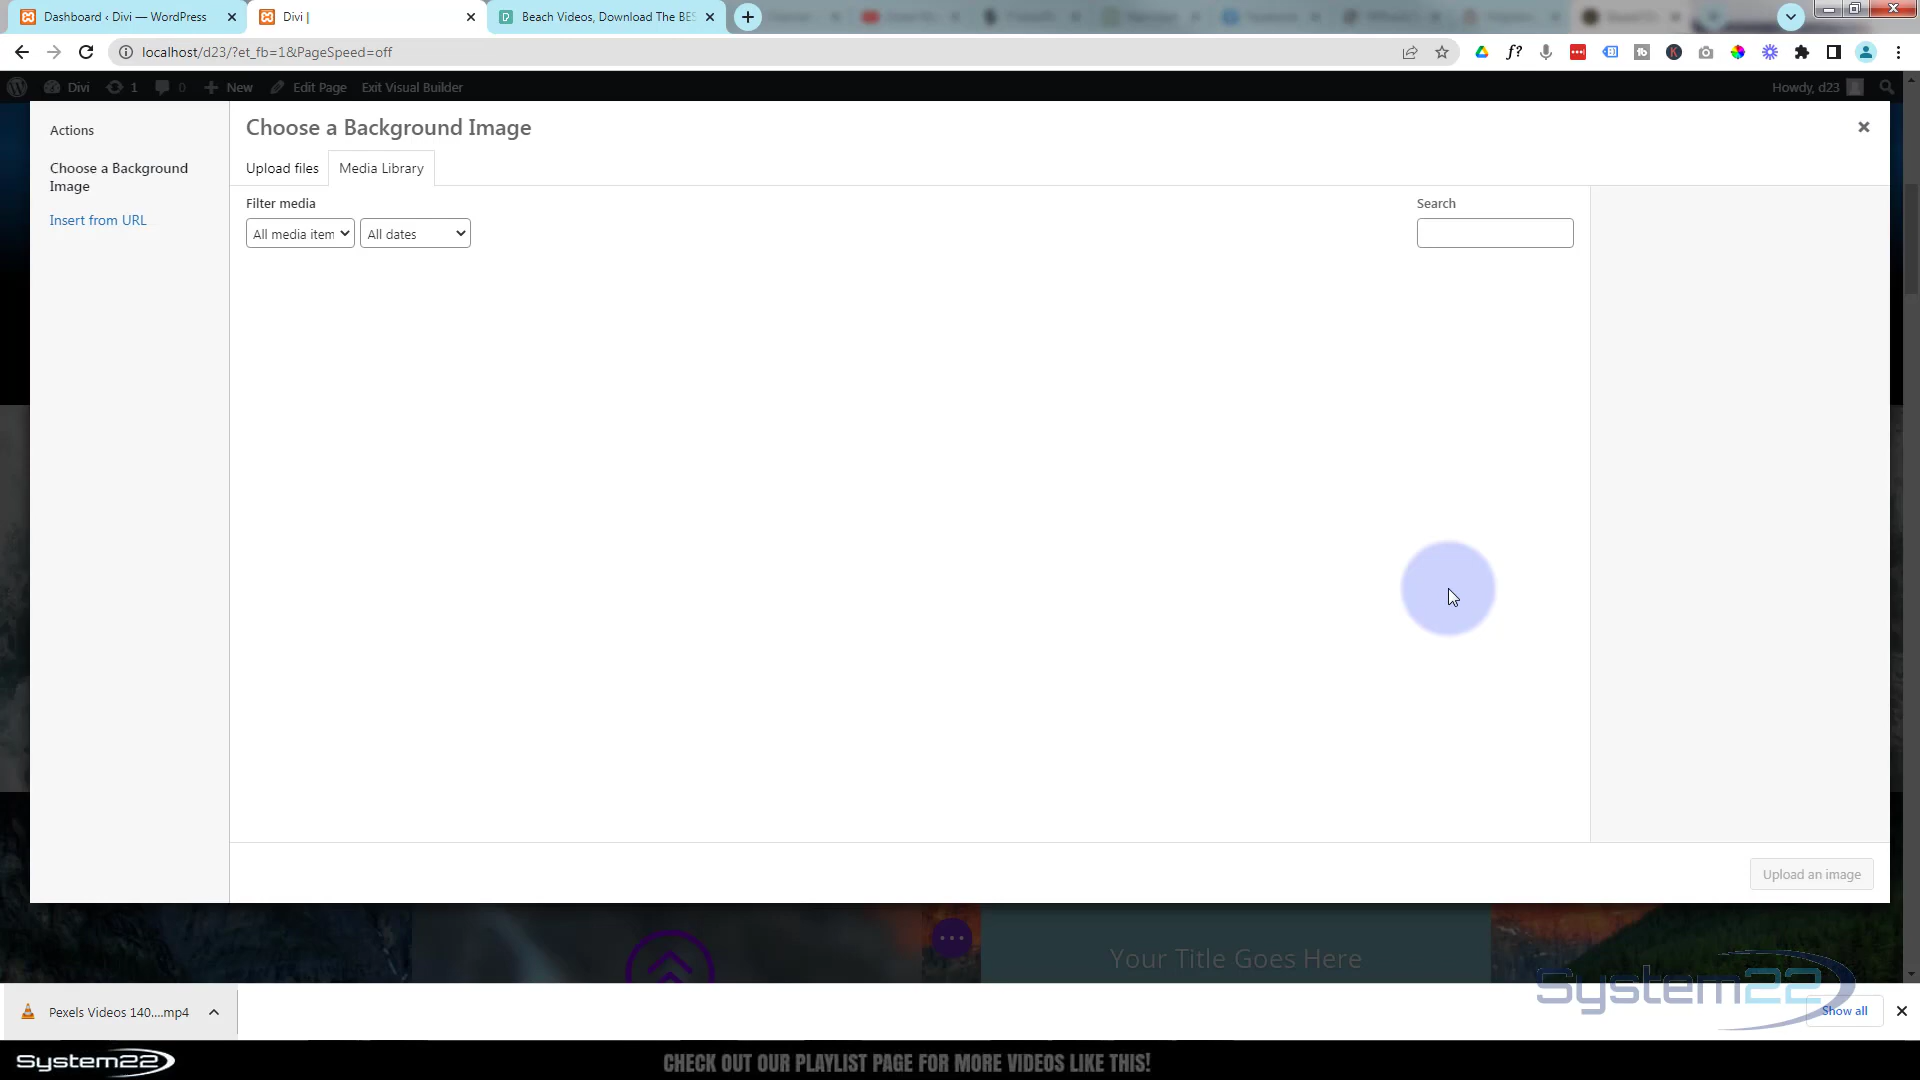 Dashboard ‹ Divi — WordPress
Divi |
Beach Videos, Download The BES
localhost/d23/?et_fb=1&PageSpeed=off
Divi
1
0
New
Edit Page
Exit Visual Builder
Howdy, d23
Actions
Choose a Background
Image
Insert from URL
Choose a Background Image
Upload files
Media Library
Filter media
All media item
All dates
Search
Upload an image
Your Title Goes Here
Pexels Videos 140....mp4
Show all
System22
System22
CHECK OUT OUR PLAYLIST PAGE FOR MORE VIDEOS LIKE THIS!